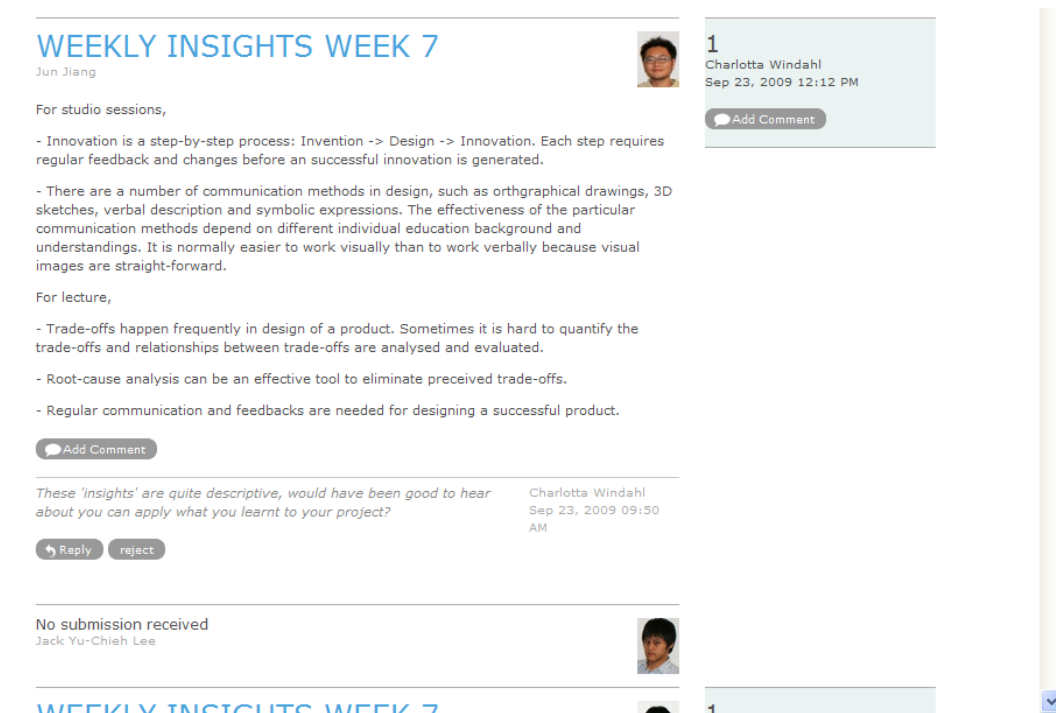 WEEKLY INSIGHTS WEEK 7
Jun Jiang
For studio sessions,
- Innovation is a step-by-step process: Invention -> Design -> Innovation. Each step requires
regular feedback and changes before an successful innovation is generated.
- There are a number of communication methods in design, such as orthgraphical drawings, 3D
sketches, verbal description and symbolic expressions. The effectiveness of the particular
communication methods depend on different individual education background and
understandings. It is normally easier to work visually than to work verbally because visual
images are straight-forward.
For lecture,
- Trade-offs happen frequently in design of a product. Sometimes it is hard to quantify the
trade-offs and relationships between trade-offs are analysed and evaluated.
- Root-cause analysis can be an effective tool to eliminate preceived trade-offs.
- Regular communication and feedbacks are needed for designing a successful product.
Add Comment
These 'insights' are quite descriptive, would have been good to hear
about you can apply what you learnt to your project?
Charlotta Windahl
Sep 23, 2009 09:50
AM
Reply reject
1
Charlotta Windahl
Sep 23, 2009 12:12 PM
Add Comment
No submission received
Jack Yu-Chieh Lee
WEEKLY INSIGHTS WEEK 7
1